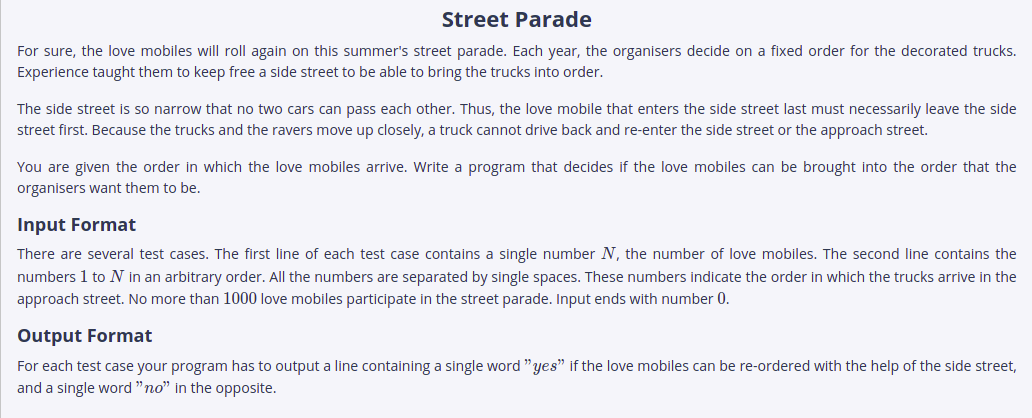 Street Parade
For sure, the love mobiles will roll again on this summer's street parade. Each year, the organisers decide on a fixed order for the decorated trucks.
Experience taught them to keep free a side street to be able to bring the trucks into order.
The side street is so narrow that no two cars can pass each other. Thus, the love mobile that enters the side street last must necessarily leave the side
street first. Because the trucks and the ravers move up closely, a truck cannot drive back and re-enter the side street or the approach street.
You are given the order in which the love mobiles arrive. Write a program that decides if the love mobiles can be brought into the order that the
organisers want them to be.
Input Format
There are several test cases. The first line of each test case contains a single number N, the number of love mobiles. The second line contains the
numbers 1 to N in an arbitrary order. All the numbers are separated by single spaces. These numbers indicate the order in which the trucks arrive in the
approach street. No more than 1000 love mobiles participate in the street parade. Input ends with number 0.
Output Format
For each test case your program has to output a line containing a single word ”yes” if the love mobiles can be re-ordered with the help of the side street,
and a single word ”no” in the opposite.